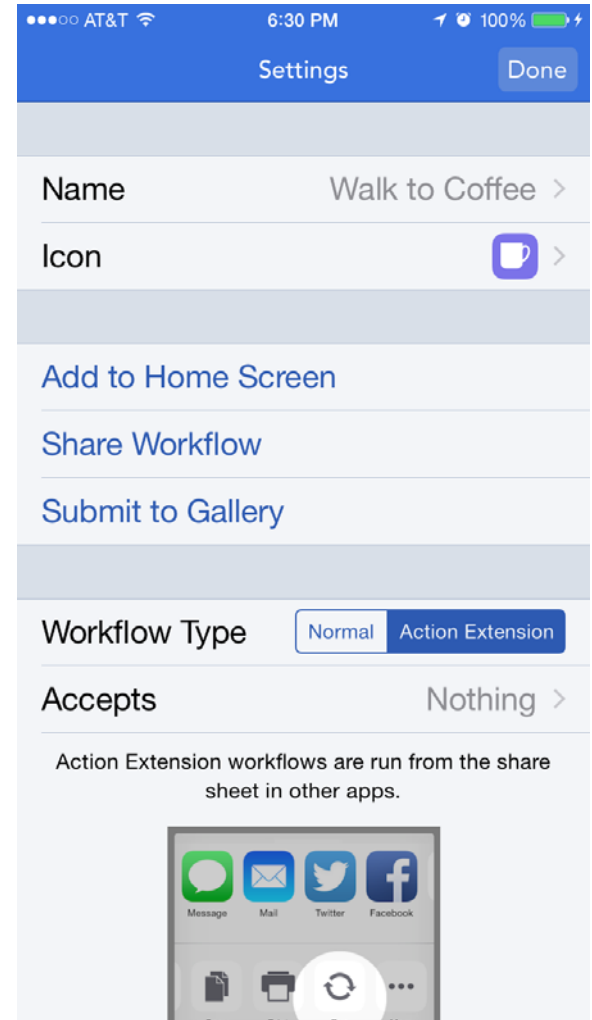 AT&T 6:30 PM 100%
Settings Done
Name Walk to Coffee
Icon
Add to Home Screen
Share Workflow
Submit to Gallery
Workflow Type Normal Action Extension
Accepts Nothing
Action Extension workflows are run from the share
sheet in other apps.
Message Mail Twitter Facebook